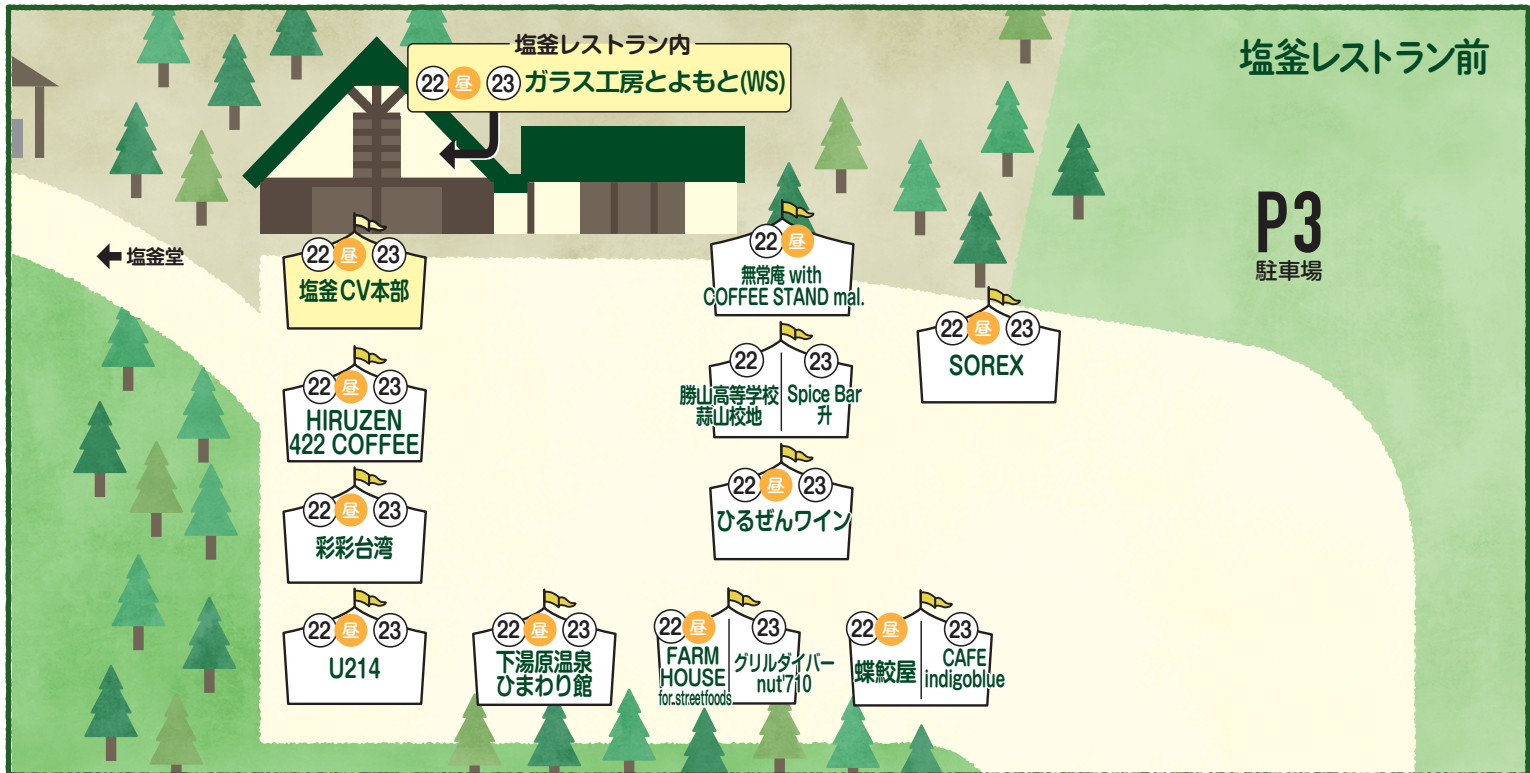 塩釜レストラン内
22 昼 23 ガラス工房とよもと(WS)
塩釜レストラン前
P3
駐車場
← 塩釜堂
22 昼 23
塩釜CV本部
22 昼
無常庵 with
COFFEE STAND mal.
22 昼 23
SOREX
22 昼 23
HIRUZEN
422 COFFEE
22
勝山高等学校
蒜山校地
23
Spice Bar
升
22 昼 23
彩彩台湾
22 昼 23
ひるぜんワイン
22 昼 23
U214
22 昼 23
下湯原温泉
ひまわり館
22 昼
FARM
HOUSE
for.streetfoods
23
グリルダイバー
nut'710
22 昼
蝶鮫屋
23
CAFE
indigoblue